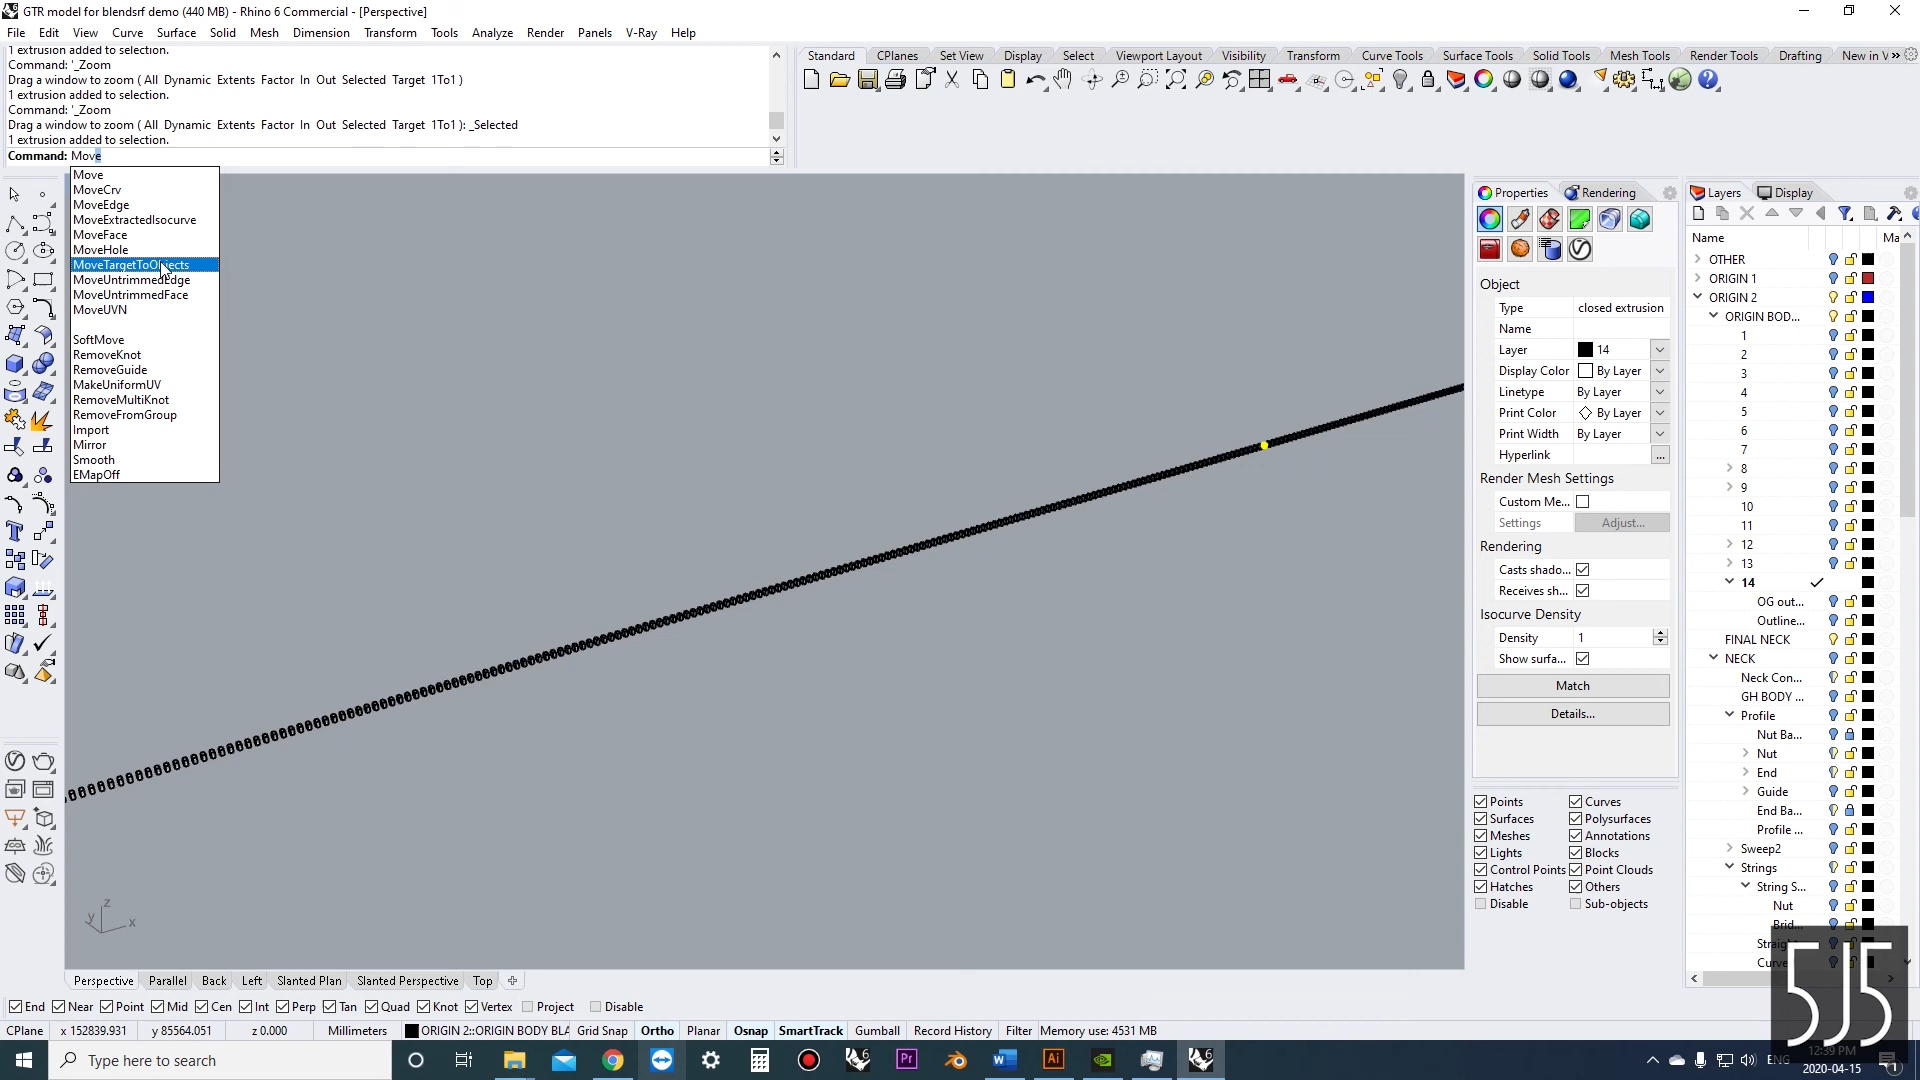 GTR model for blendsrf demo (440 MB) - Rhino 6 Commercial - [Perspective]
File Edit View Curve Surface Solid Mesh Dimension Transform Tools Analyze Render Panels V-Ray Help
1 extrusion added to selection.
Command: '_Zoom
Drag a window to zoom ( All Dynamic Extents Factor In Out Selected Target 1To1 )
1 extrusion added to selection.
Command: '_Zoom
Drag a window to zoom ( All Dynamic Extents Factor In Out Selected Target 1To1 ): _Selected
1 extrusion added to selection.
Command: Move
Standard CPlanes Set View Display Select Viewport Layout Visibility Transform Curve Tools Surface Tools Solid Tools Mesh Tools Render Tools Drafting New in V »
Move
MoveCrv
MoveEdge
MoveExtractedIsocurve
MoveFace
MoveHole
MoveTargetToObjects
MoveUntrimmedEdge
MoveUntrimmedFace
MoveUVN
SoftMove
RemoveKnot
RemoveGuide
MakeUniformUV
RemoveMultiKnot
RemoveFromGroup
Import
Mirror
Smooth
EMapOff
z
y x
Properties Rendering
Object
Type closed extrusion
Name
Layer 14
Display Color By Layer
Linetype By Layer
Print Color By Layer
Print Width By Layer
Hyperlink ...
Render Mesh Settings
Custom Me...
Settings Adjust...
Rendering
Casts shado...
Receives sh...
Isocurve Density
Density 1
Show surfa...
Match
Details...
Points Curves
Surfaces Polysurfaces
Meshes Annotations
Lights Blocks
Control Points Point Clouds
Hatches Others
Disable Sub-objects
Layers Display
Name Ma
OTHER
ORIGIN 1
ORIGIN 2
ORIGIN BOD...
1
2
3
4
5
6
7
8
9
10
11
12
13
14
OG out...
Outline...
FINAL NECK
NECK
Neck Con...
GH BODY ...
Profile
Nut Ba...
Nut
End
Guide
End Ba...
Profile ...
Sweep2
Strings
String S...
Nut
5J5
Perspective Parallel Back Left Slanted Plan Slanted Perspective Top
End Near Point Mid Cen Int Perp Tan Quad Knot Vertex Project Disable
CPlane x 152839.931 y 85564.051 z 0.000 Millimeters ORIGIN 2::ORIGIN BODY BLA Grid Snap Ortho Planar Osnap SmartTrack Gumball Record History Filter Memory use: 4531 MB
Type here to search
ENG
12:39 PM
2020-04-15